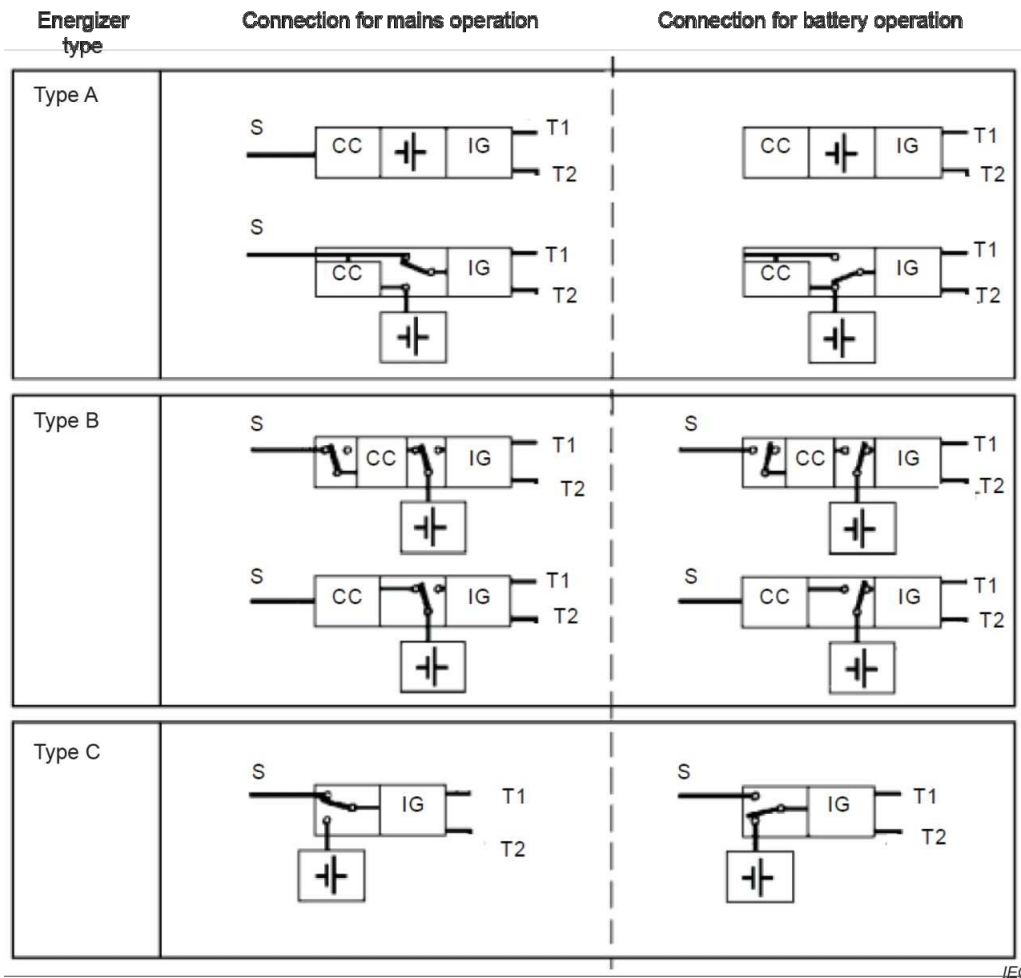 Energizer type
Connection for mains operation
Connection for battery operation
Type A
S
CC
IG
T1
T2
CC
IG
T1
T2
S
CC
IG
T1
T2
CC
IG
T1
T2
Type B
S
CC
IG
T1
T2
S
CC
IG
T1
T2
S
CC
IG
T1
T2
S
CC
IG
T1
T2
Type C
S
IG
T1
T2
S
IG
T1
T2